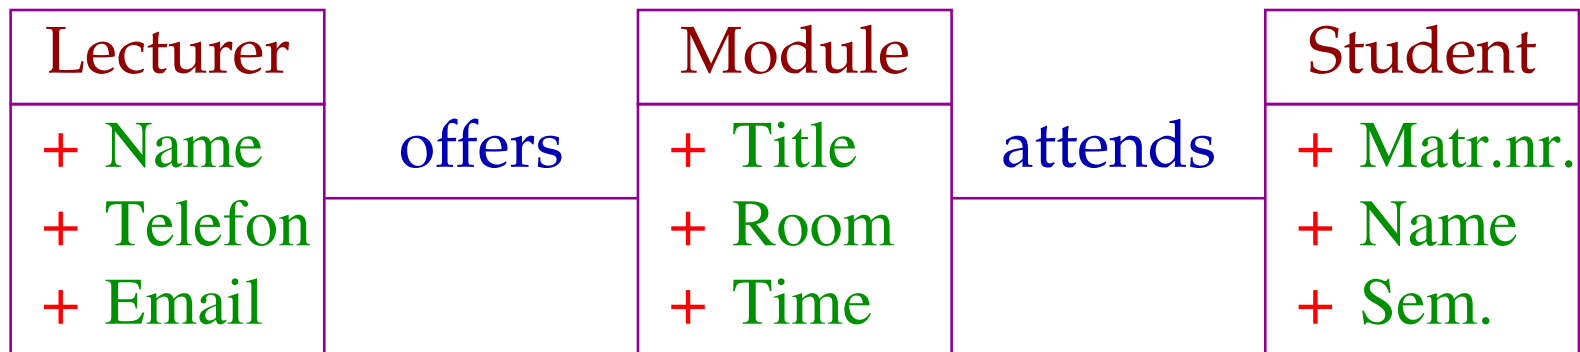 Lecturer
+ Name
+ Telefon
+ Email
offers
Module
+ Title
+ Room
+ Time
attends
Student
+ Matr.nr.
+ Name
+ Sem.